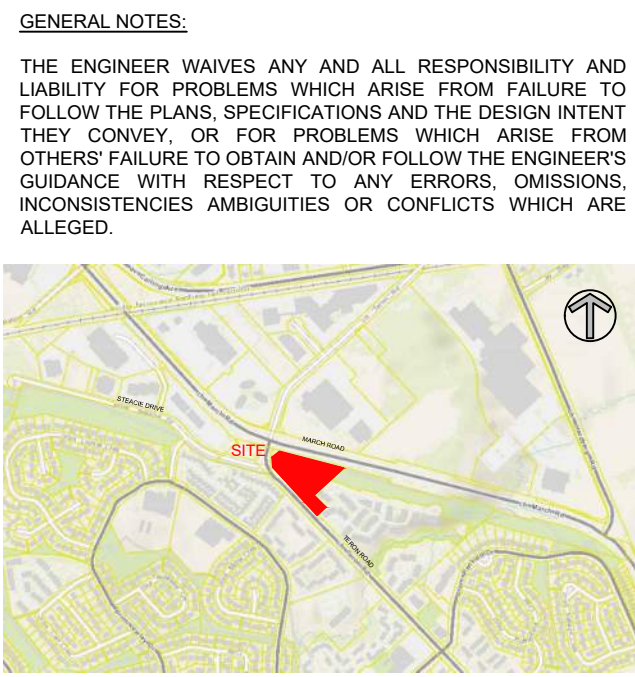 GENERAL NOTES:
THE ENGINEER WAIVES ANY AND ALL RESPONSIBILITY AND
LIABILITY FOR PROBLEMS WHICH ARISE FROM FAILURE TO
FOLLOW THE PLANS, SPECIFICATIONS AND THE DESIGN INTENT
THEY CONVEY, OR FOR PROBLEMS WHICH ARISE FROM
OTHERS' FAILURE TO OBTAIN AND/OR FOLLOW THE ENGINEER'S
GUIDANCE WITH RESPECT TO ANY ERRORS, OMISSIONS,
INCONSISTENCIES AMBIGUITIES OR CONFLICTS WHICH ARE
ALLEGED.
STEACIE DRIVE
MARCH ROAD
SITE
TERON ROAD